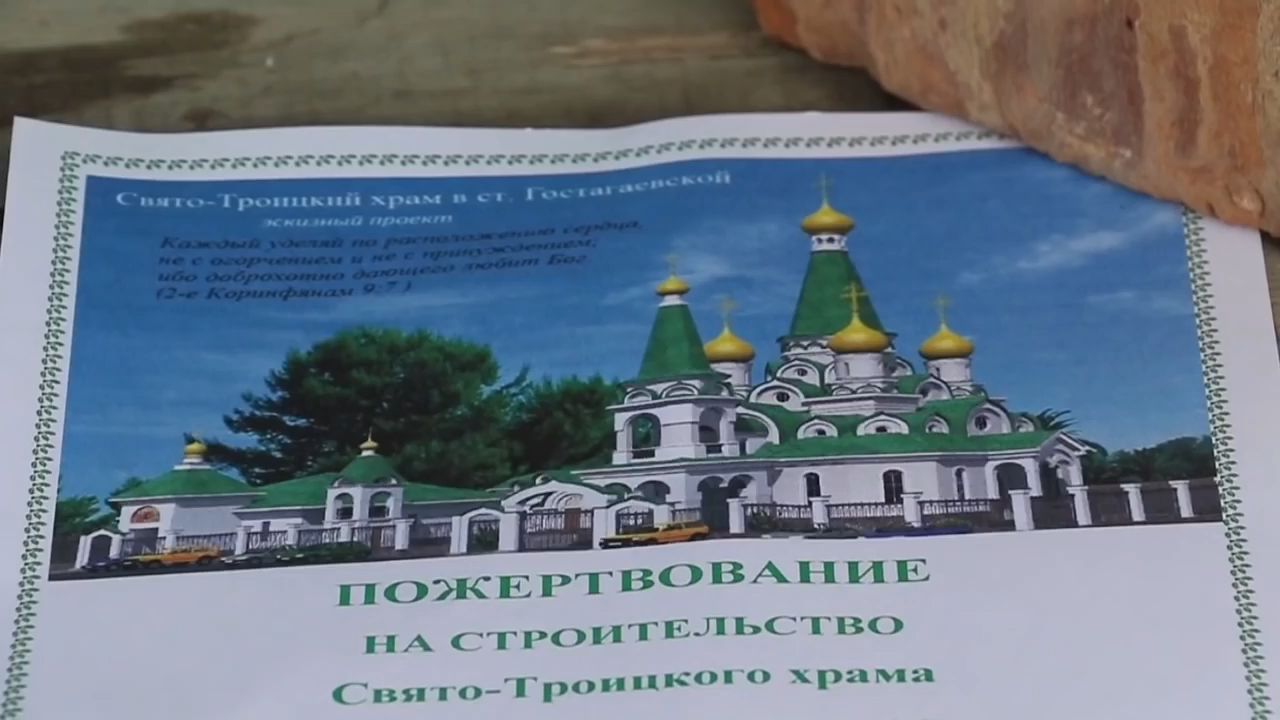 Свято-Троицкий храм в ст. Гостагаевской
эскизный проект
Каждый уделяй по расположению сердца,
не с огорчением и не с принуждением;
ибо доброхотно дающего любит Бог
(2-е Коринфянам 9:7)
ПОЖЕРТВОВАНИЕ
НА СТРОИТЕЛЬСТВО
Свято-Троицкого храма